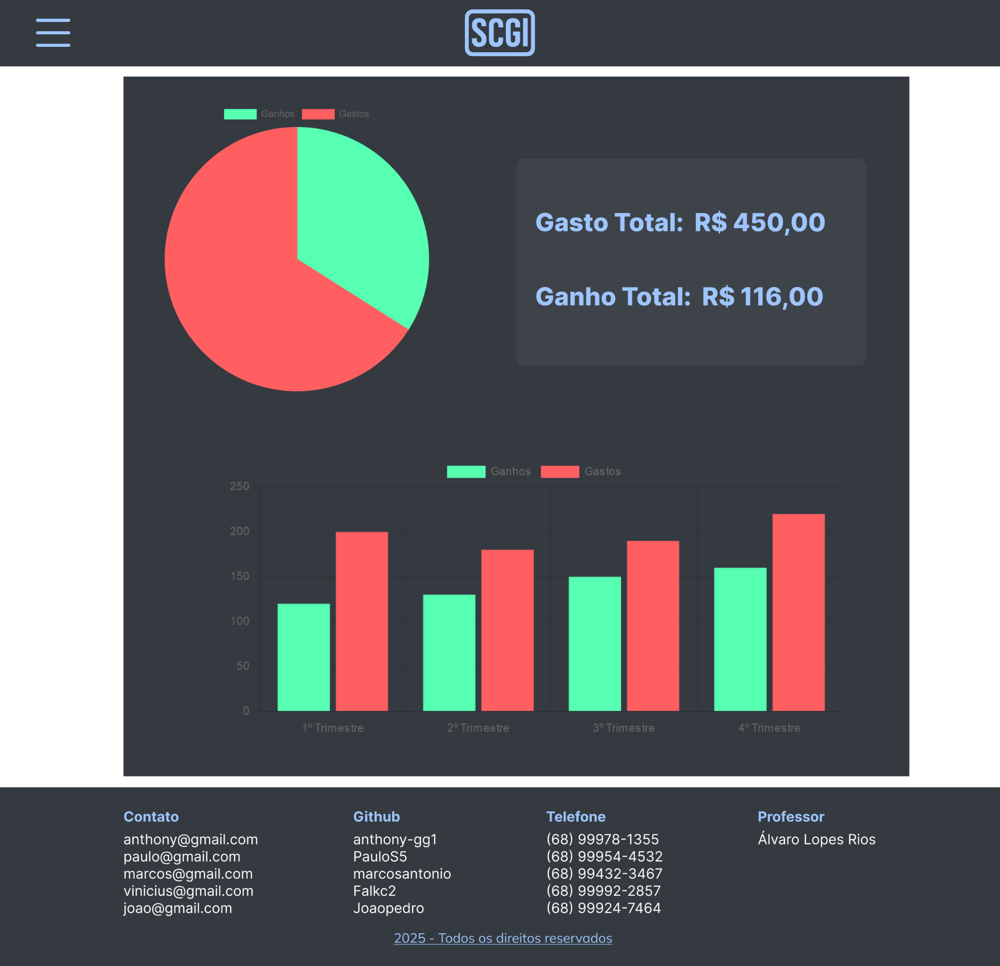 SCGI
Ganhos Gastos
Gasto Total: R$ 450,00
Ganho Total: R$ 116,00
Ganhos Gastos
250
200
150
100
50
0
1º Trimestre 2º Trimestre 3º Trimestre 4º Trimestre
Contato
anthony@gmail.com
paulo@gmail.com
marcos@gmail.com
vinicius@gmail.com
joao@gmail.com
Github
anthony-gg1
PauloS5
marcosantonio
Falkc2
Joaopedro
Telefone
(68) 99978-1355
(68) 99954-4532
(68) 99432-3467
(68) 99992-2857
(68) 99924-7464
Professor
Álvaro Lopes Rios
2025 - Todos os direitos reservados